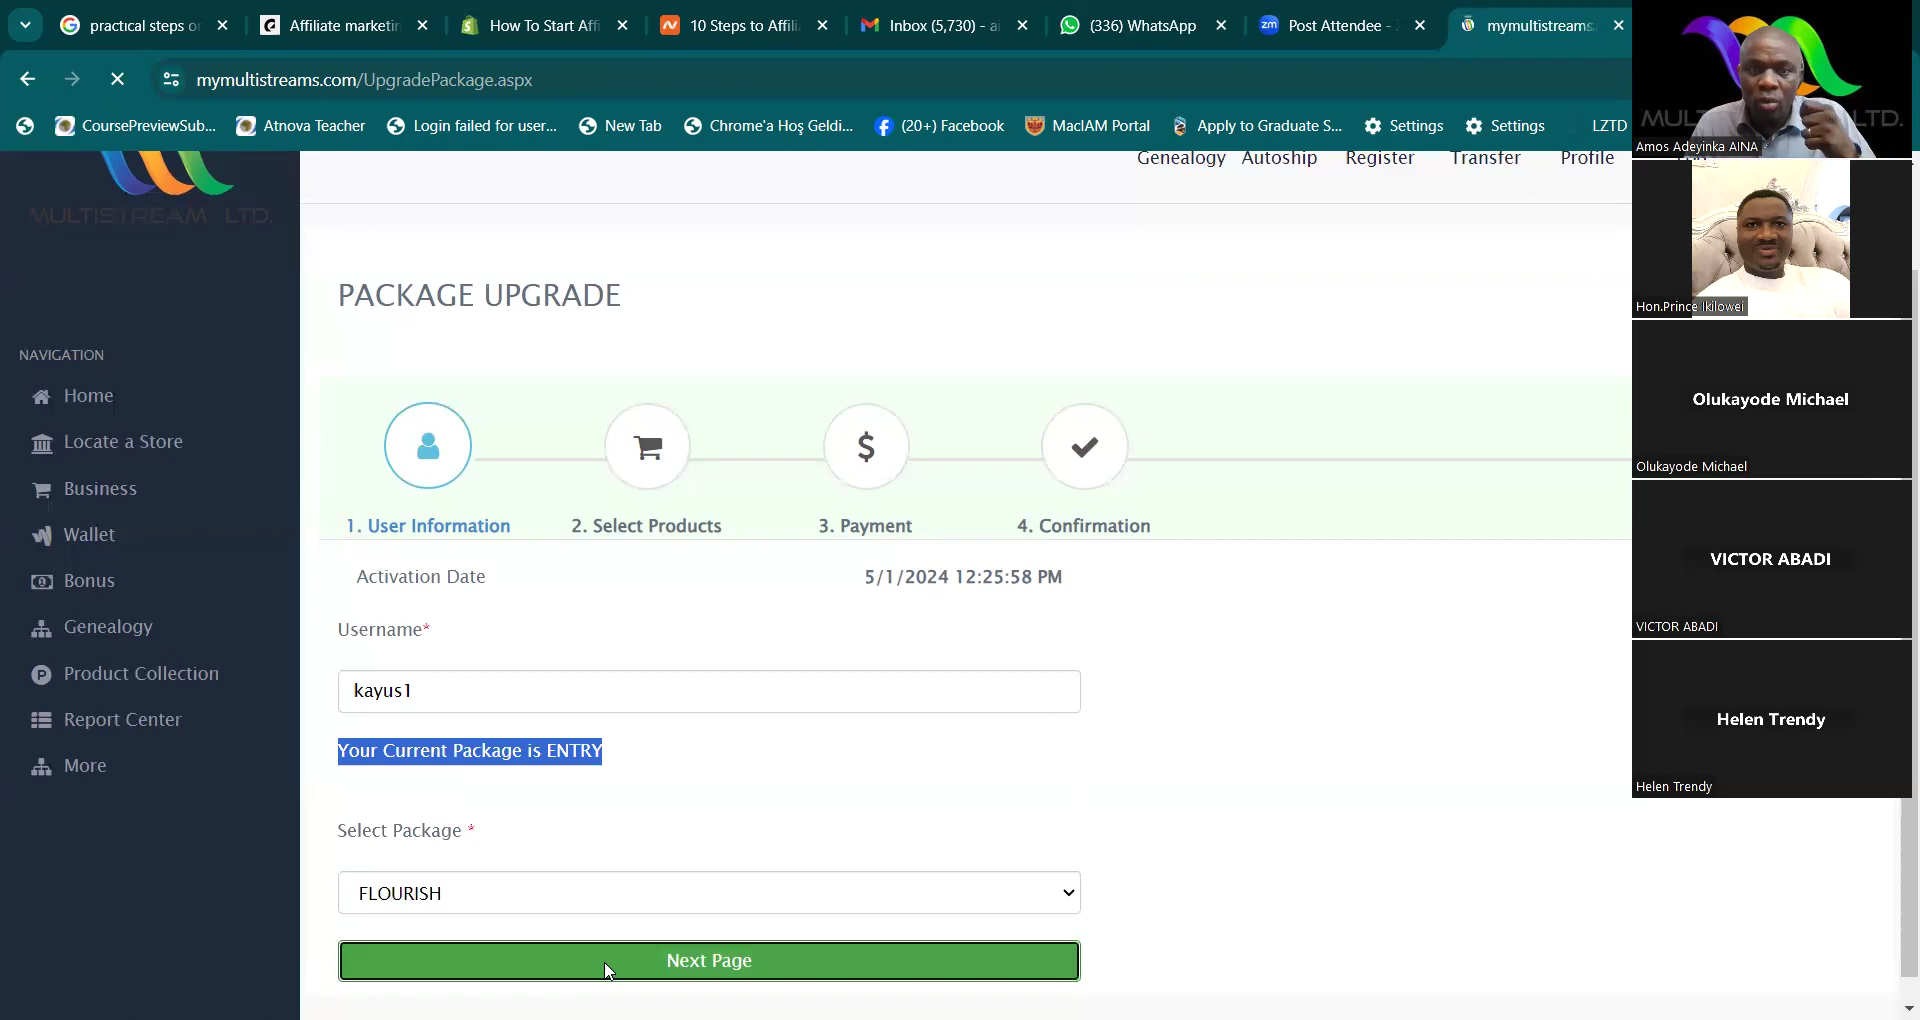 practical steps or
Affiliate marketin
How To Start Affi
10 Steps to Affilia
Inbox (5,730) - ai
(336) WhatsApp
Post Attendee -
mymultistreams.
mymultistreams.com/UpgradePackage.aspx
CoursePreviewSub...
Atnova Teacher
Login failed for user...
New Tab
Chrome'a Hoş Geldi...
(20+) Facebook
MacIAM Portal
Apply to Graduate S...
Settings
Settings
LZTD
MULTISTREAM LTD.
Genealogy
Autoship
Register
Transfer
Profile
PACKAGE UPGRADE
NAVIGATION
Home
Locate a Store
Business
Wallet
Bonus
Genealogy
Product Collection
Report Center
More
1. User Information
2. Select Products
3. Payment
4. Confirmation
Activation Date
5/1/2024 12:25:58 PM
Username*
kayus1
Your Current Package is ENTRY
Select Package *
FLOURISH
Next Page
Amos Adeyinka AINA
Hon.Prince Ikilowei
Olukayode Michael
Olukayode Michael
VICTOR ABADI
VICTOR ABADI
Helen Trendy
Helen Trendy